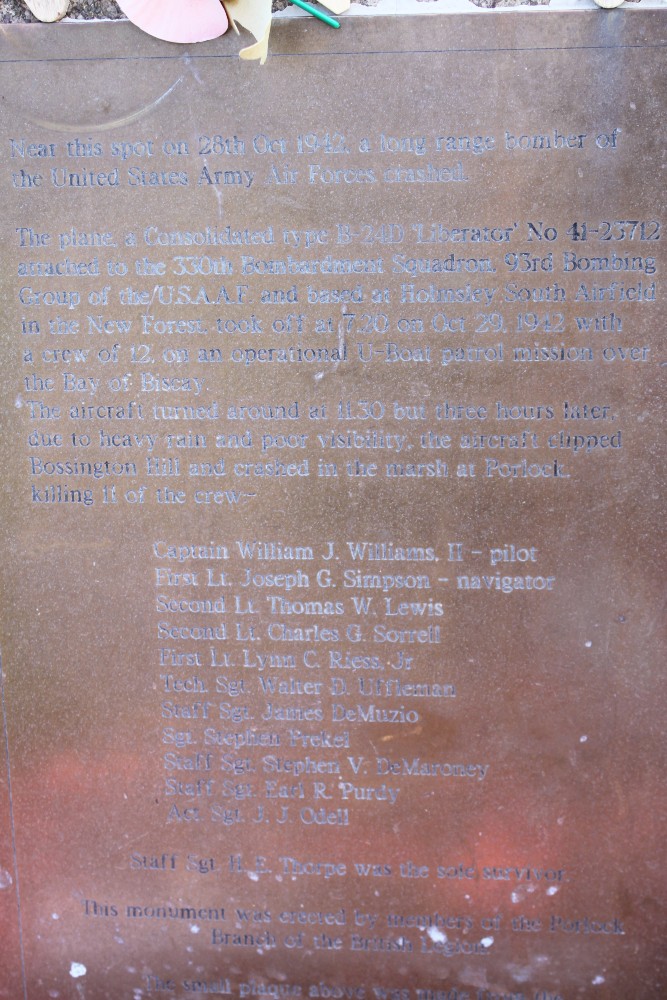 Near this spot on 28th Oct 1942, a long range bomber of
the United States Army Air Forces crashed.
The plane, a Consolidated type B-24D 'Liberator' No 41-23712
attached to the 330th Bombardment Squadron, 93rd Bombing
Group of the U.S.A.A.F. and based at Holmsley South Airfield
in the New Forest, took off at 7.20 on Oct 29, 1942 with
a crew of 12, on an operational U-Boat patrol mission over
the Bay of Biscay.
The aircraft turned around at 11.30 but three hours later,
due to heavy rain and poor visibility, the aircraft clipped
Bossington Hill and crashed in the marsh at Porlock,
killing 11 of the crew-
Captain William J. Williams, II - pilot
First Lt. Joseph G. Simpson - navigator
Second Lt. Thomas W. Lewis
Second Lt. Charles G. Sorrell
First Lt. Lynn C. Riess, Jr
Tech. Sgt. Walter D. Uffleman
Staff Sgt. James DeMuzio
Sgt. Stephen Prekel
Staff Sgt. Stephen V. DeMaroney
Staff Sgt. Earl R. Purdy
Act. Sgt. J. J. Odell
Staff Sgt. H. E. Thorpe was the sole survivor.
This monument was erected by members of the Porlock
Branch of the British Legion.
The small plaque above was made